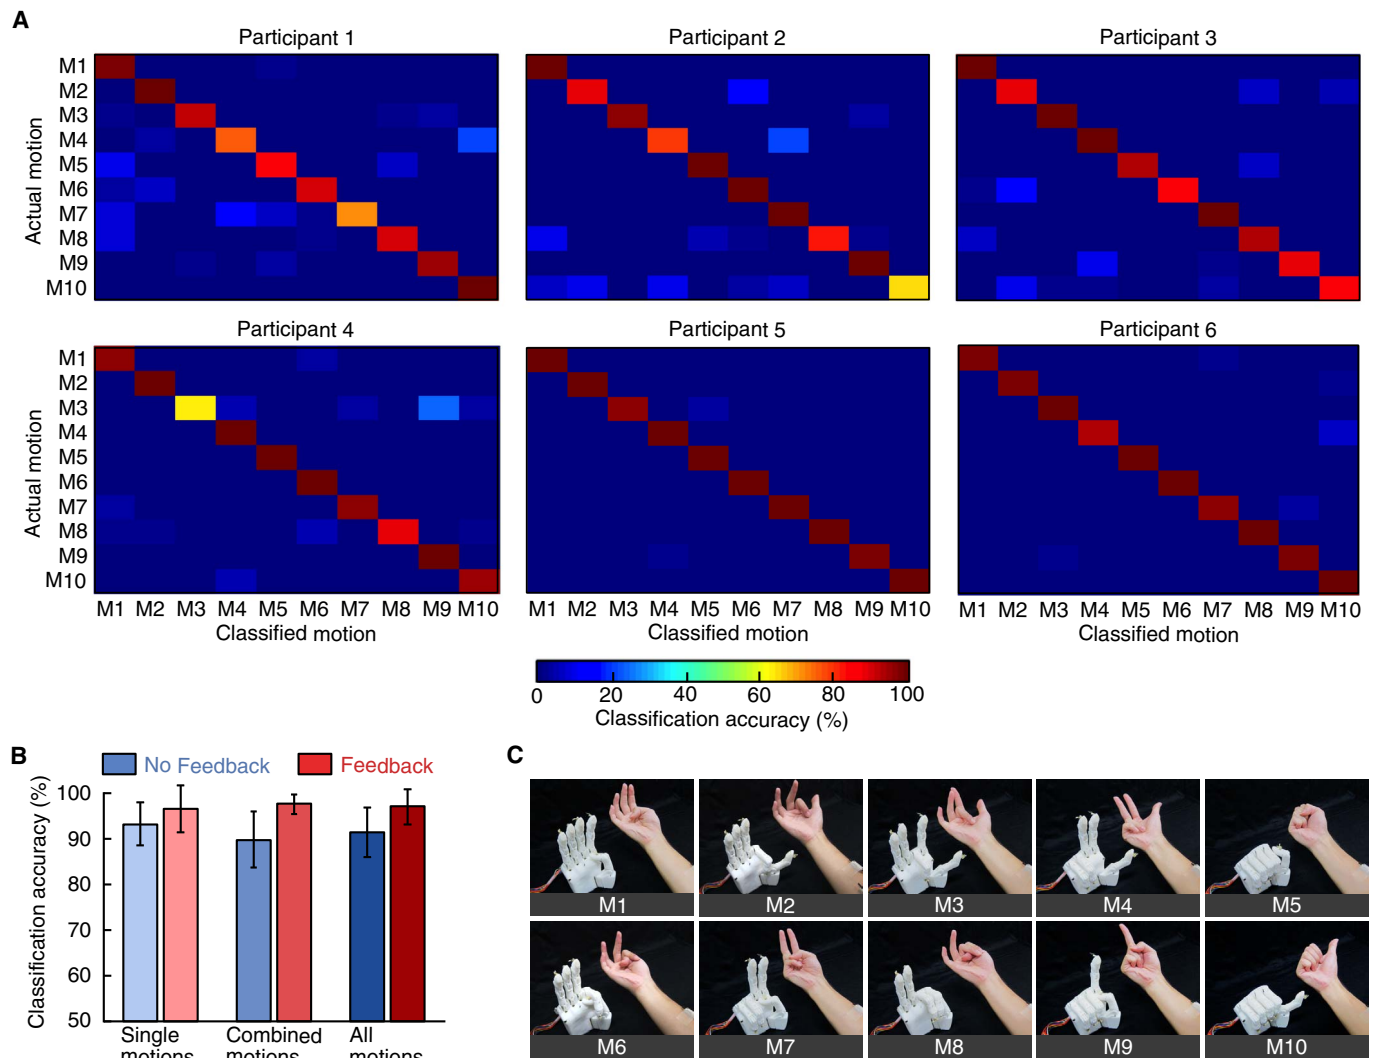 A
Participant 1
Participant 2
Participant 3
M1
M2
M3
M4
M5
M6
M7
M8
M9
M10
Actual motion
Participant 4
Participant 5
Participant 6
M1
M2
M3
M4
M5
M6
M7
M8
M9
M10
Actual motion
M1 M2 M3 M4 M5 M6 M7 M8 M9 M10
Classified motion
M1 M2 M3 M4 M5 M6 M7 M8 M9 M10
Classified motion
M1 M2 M3 M4 M5 M6 M7 M8 M9 M10
Classified motion
0 20 40 60 80 100
Classification accuracy (%)
B
No Feedback
Feedback
Classification accuracy (%)
100
90
80
70
60
50
Single
motions
Combined
motions
All
motions
C
M1
M2
M3
M4
M5
M6
M7
M8
M9
M10